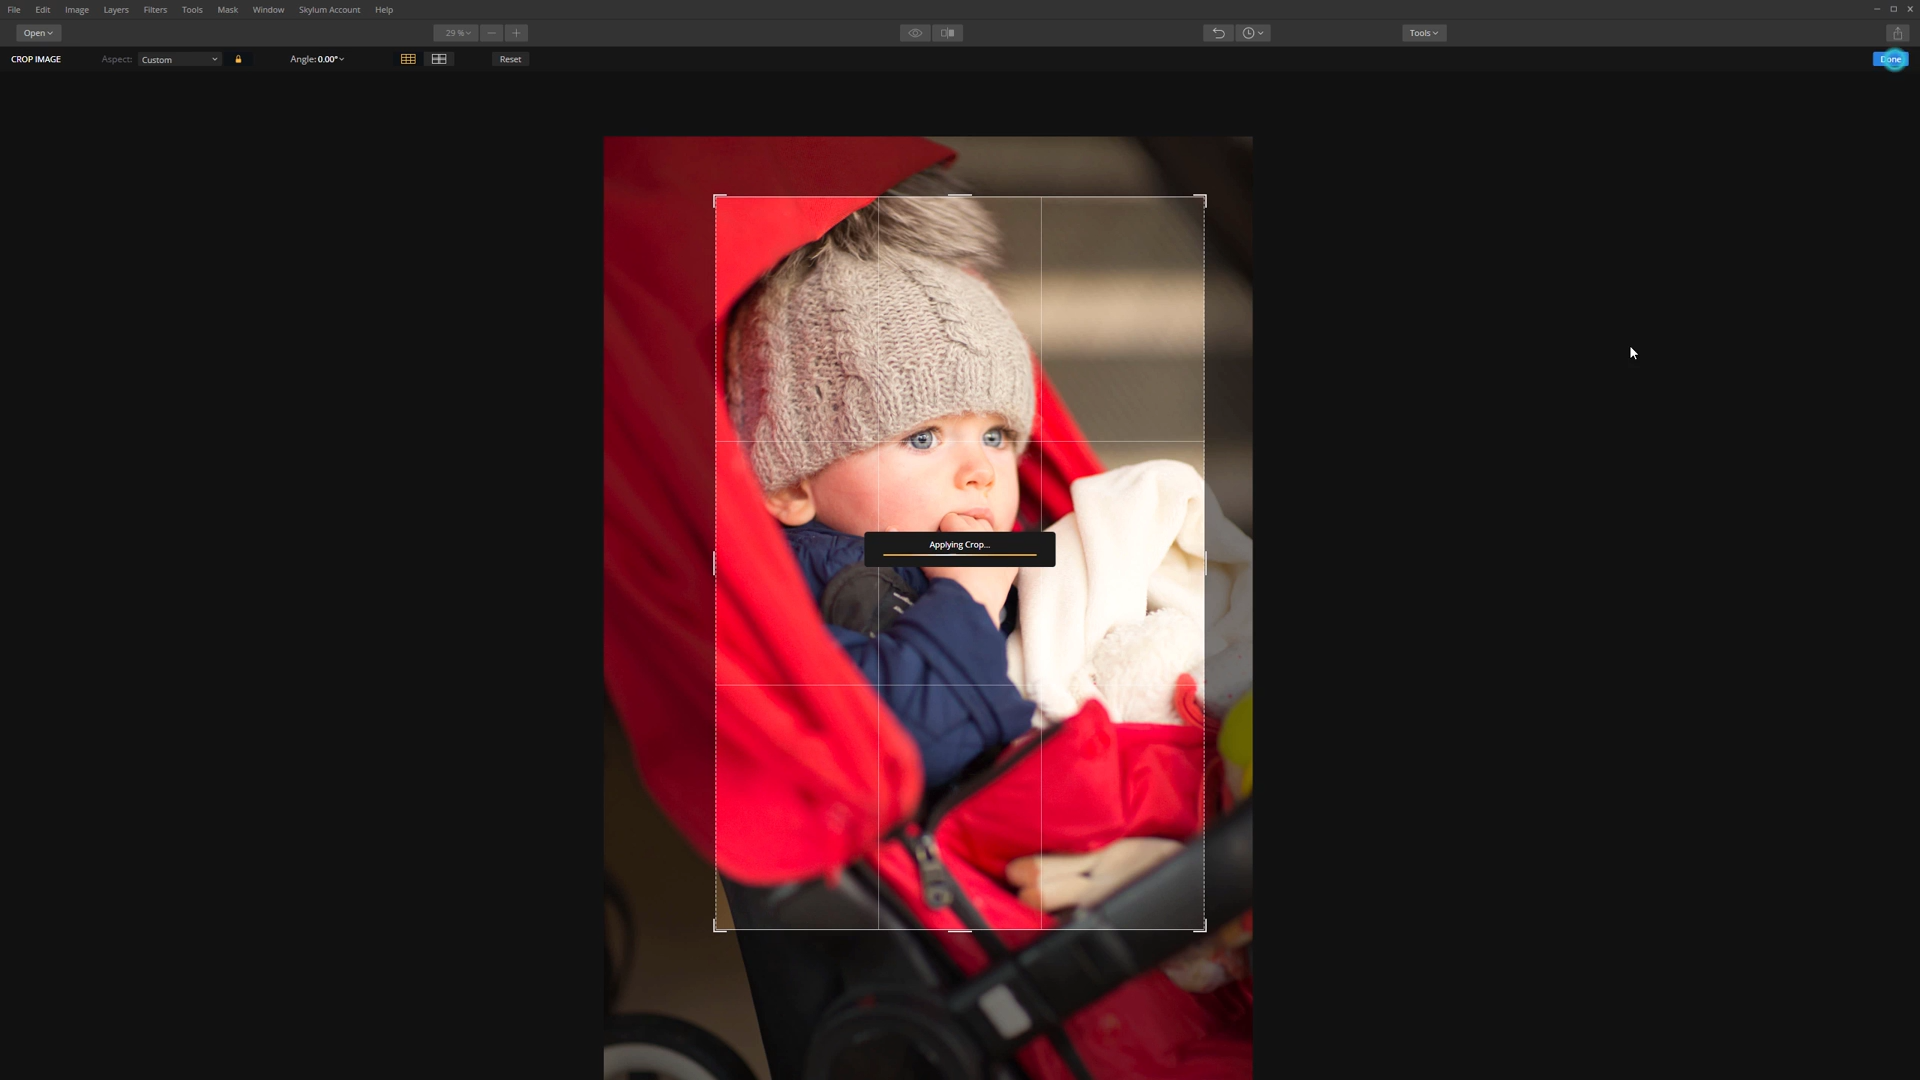 File Edit Image Layers Filters Tools Mask Window Skylum Account Help
Open 29 % Tools
CROP IMAGE Aspect: Custom Angle: 0.00° Reset Done
Applying Crop...